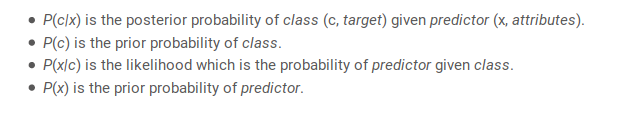 • P(c|x) is the posterior probability of class (c, target) given predictor (x, attributes).
• P(c) is the prior probability of class.
• P(x|c) is the likelihood which is the probability of predictor given class.
• P(x) is the prior probability of predictor.